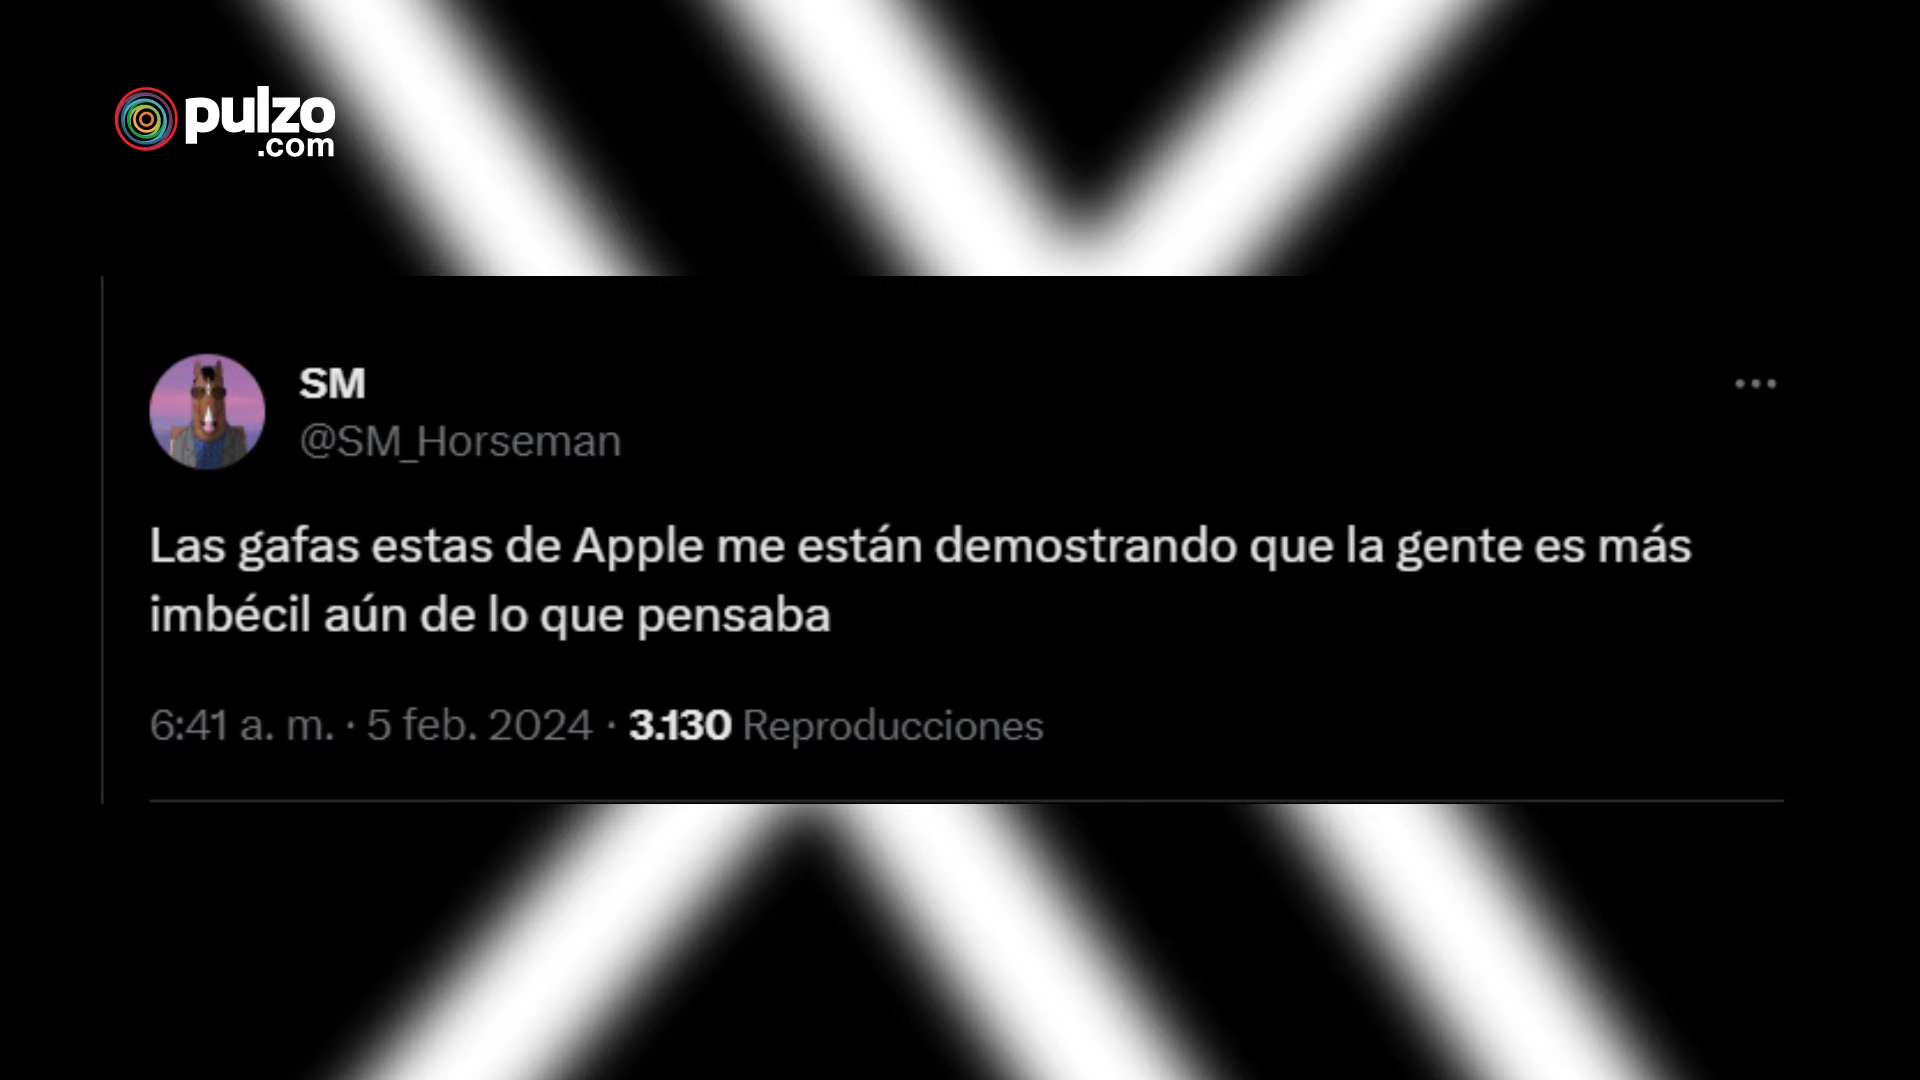 pulzo
.com
SM
@SM_Horseman
Las gafas estas de Apple me están demostrando que la gente es más
imbécil aún de lo que pensaba
6:41 a. m. · 5 feb. 2024 · 3.130 Reproducciones